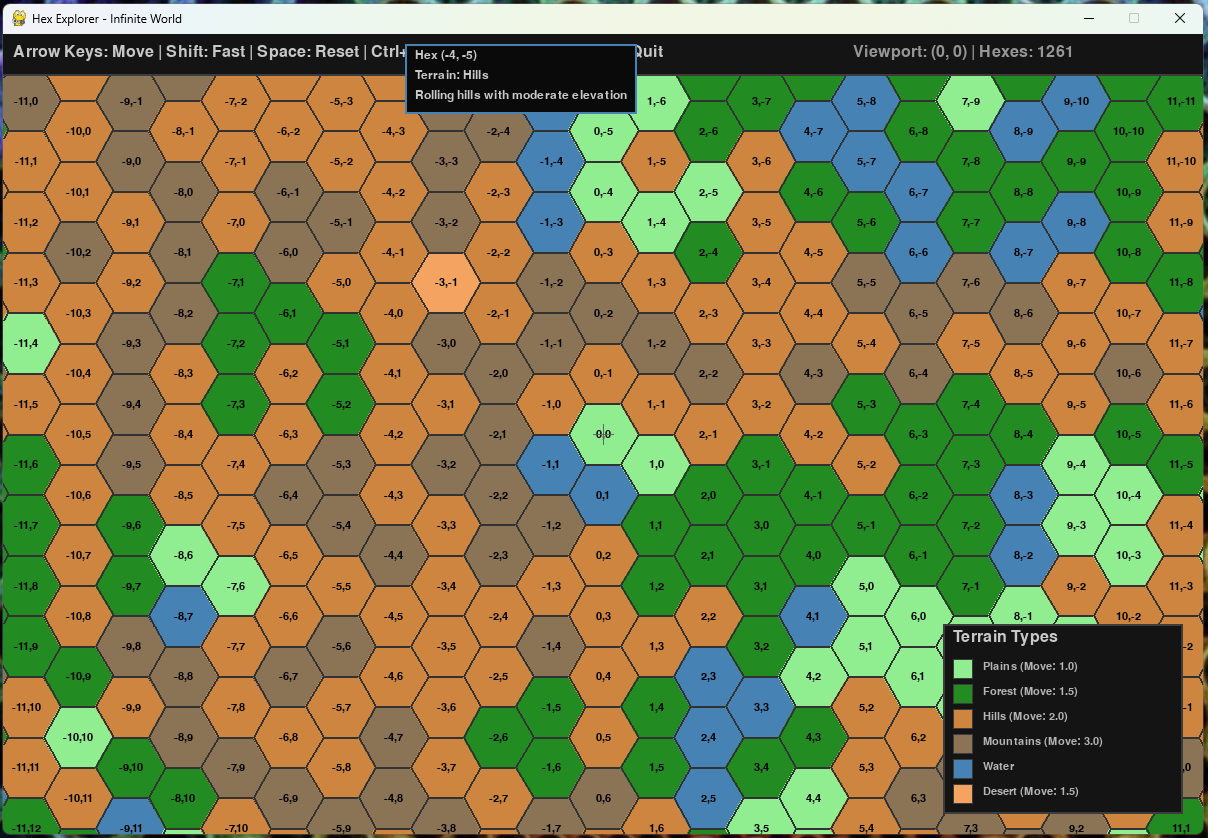 Hex Explorer - Infinite World
Arrow Keys: Move | Shift: Fast | Space: Reset | Ctrl+
Quit
Viewport: (0, 0) | Hexes: 1261
Hex (-4, -5)
Terrain: Hills
Rolling hills with moderate elevation
-11,0 -9,-1 -7,-2 -5,-3 1,-6 3,-7 5,-8 7,-9 9,-10 11,-11
-10,0 -8,-1 -6,-2 -4,-3 -2,-4 0,-5 2,-6 4,-7 6,-8 8,-9 10,-10
-11,1 -9,0 -7,-1 -5,-2 -3,-3 -1,-4 1,-5 3,-6 5,-7 7,-8 9,-9 11,-10
-10,1 -8,0 -6,-1 -4,-2 -2,-3 0,-4 2,-5 4,-6 6,-7 8,-8 10,-9
-11,2 -9,1 -7,0 -5,-1 -3,-2 -1,-3 1,-4 3,-5 5,-6 7,-7 9,-8 11,-9
-10,2 -8,1 -6,0 -4,-1 -2,-2 0,-3 2,-4 4,-5 6,-6 8,-7 10,-8
-11,3 -9,2 -7,1 -5,0 -3,-1 -1,-2 1,-3 3,-4 5,-5 7,-6 9,-7 11,-8
-10,3 -8,2 -6,1 -4,0 -2,-1 0,-2 2,-3 4,-4 6,-5 8,-6 10,-7
-11,4 -9,3 -7,2 -5,1 -3,0 -1,-1 1,-2 3,-3 5,-4 7,-5 9,-6 11,-7
-10,4 -8,3 -6,2 -4,1 -2,0 0,-1 2,-2 4,-3 6,-4 8,-5 10,-6
-11,5 -9,4 -7,3 -5,2 -3,1 -1,0 1,-1 3,-2 5,-3 7,-4 9,-5 11,-6
-10,5 -8,4 -6,3 -4,2 -2,1 0,0 2,-1 4,-2 6,-3 8,-4 10,-5
-11,6 -9,5 -7,4 -5,3 -3,2 -1,1 1,0 3,-1 5,-2 7,-3 9,-4 11,-5
-10,6 -8,5 -6,4 -4,3 -2,2 0,1 2,0 4,-1 6,-2 8,-3 10,-4
-11,7 -9,6 -7,5 -5,4 -3,3 -1,2 1,1 3,0 5,-1 7,-2 9,-3 11,-4
-10,7 -8,6 -6,5 -4,4 -2,3 0,2 2,1 4,0 6,-1 8,-2 10,-3
-11,8 -9,7 -7,6 -5,5 -3,4 -1,3 1,2 3,1 5,0 7,-1 9,-2 11,-3
-10,8 -8,7 -6,6 -4,5 -2,4 0,3 2,2 4,1 6,0 8,-1 10,-2
-11,9 -9,8 -7,7 -5,6 -3,5 -1,4 1,3 3,2 5,1 -2
-10,9 -8,8 -6,7 -4,6 -2,5 0,4 2,3 4,2 6,1
-11,10 -9,9 -7,8 -5,7 -3,6 -1,5 1,4 3,3 5,2 -1
-10,10 -8,9 -6,8 -4,7 -2,6 0,5 2,4 4,3 6,2
-11,11 -9,10 -7,9 -5,8 -3,7 -1,6 1,5 3,4 5,3 ,0
-10,11 -8,10 -6,9 -4,8 -2,7 0,6 2,5 4,4 6,3
-11,12 -9,11 -7,10 -5,9 -3,8 -1,7 1,6 3,5 5,4 7,3 9,2 11,1
Terrain Types
Plains (Move: 1.0)
Forest (Move: 1.5)
Hills (Move: 2.0)
Mountains (Move: 3.0)
Water
Desert (Move: 1.5)